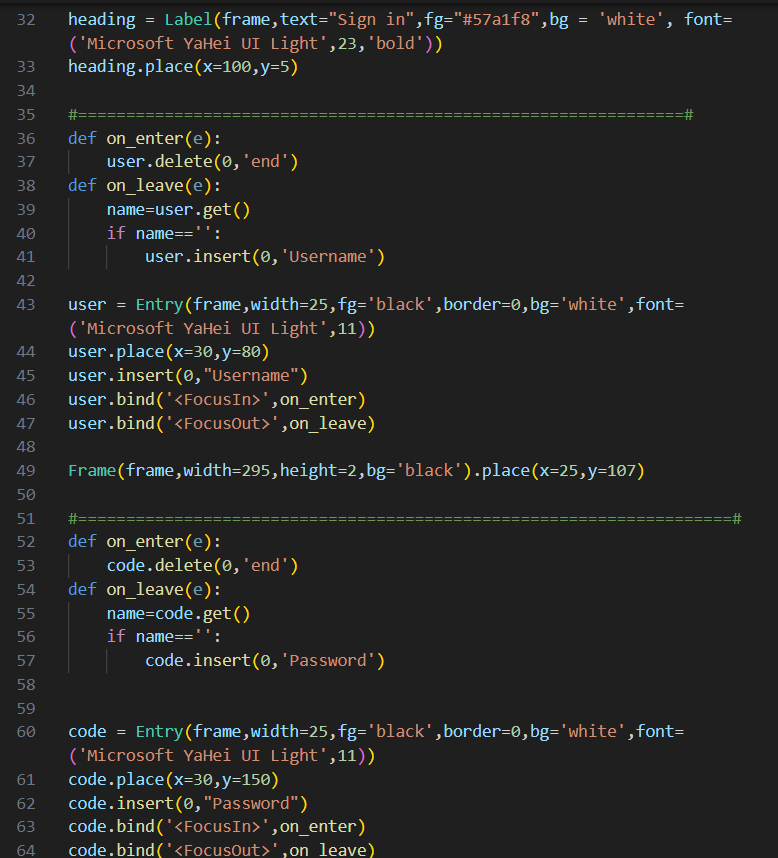 32 heading = Label(frame,text="Sign in",fg="#57a1f8",bg = 'white', font=
('Microsoft YaHei UI Light',23,'bold'))
33 heading.place(x=100,y=5)
34
35 #===============================================================#
36 def on_enter(e):
37     user.delete(0,'end')
38 def on_leave(e):
39     name=user.get()
40     if name=='':
41         user.insert(0,'Username')
42
43 user = Entry(frame,width=25,fg='black',border=0,bg='white',font=
('Microsoft YaHei UI Light',11))
44 user.place(x=30,y=80)
45 user.insert(0,"Username")
46 user.bind('<FocusIn>',on_enter)
47 user.bind('<FocusOut>',on_leave)
48
49 Frame(frame,width=295,height=2,bg='black').place(x=25,y=107)
50
51 #====================================================================#
52 def on_enter(e):
53     code.delete(0,'end')
54 def on_leave(e):
55     name=code.get()
56     if name=='':
57         code.insert(0,'Password')
58
59
60 code = Entry(frame,width=25,fg='black',border=0,bg='white',font=
('Microsoft YaHei UI Light',11))
61 code.place(x=30,y=150)
62 code.insert(0,"Password")
63 code.bind('<FocusIn>',on_enter)
64 code.bind('<FocusOut>',on_leave)